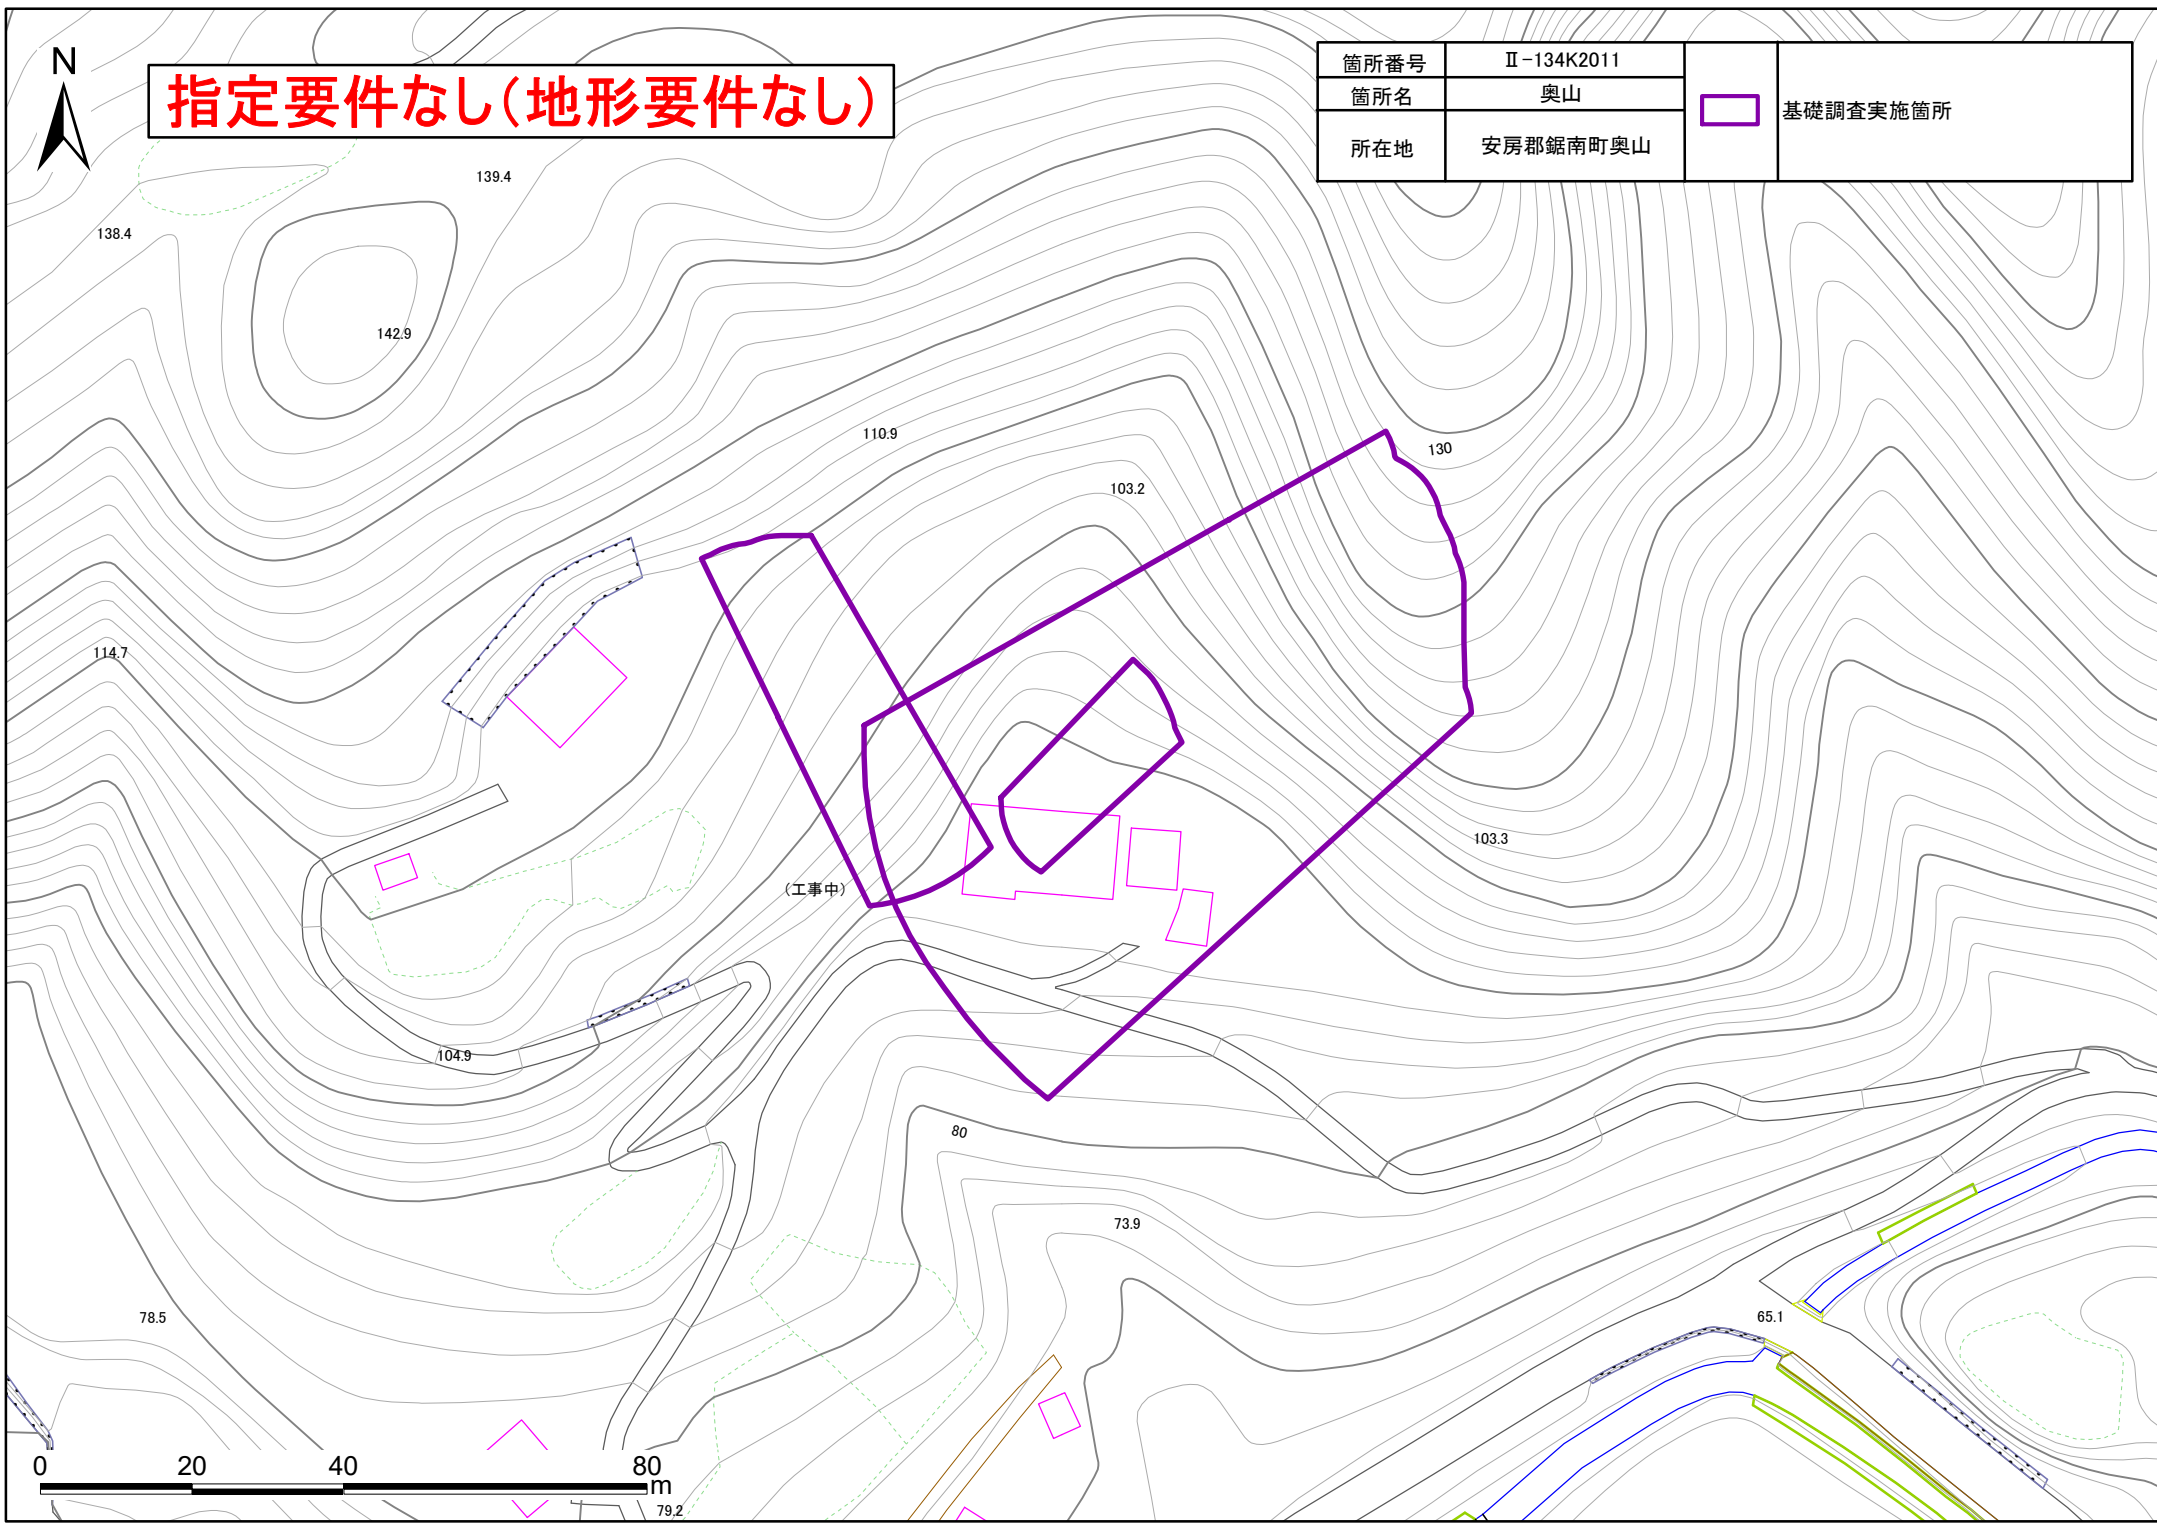 N
指定要件なし(地形要件なし)
箇所番号 Ⅱ-134K2011
箇所名 奥山
所在地 安房郡鋸南町奥山
基礎調査実施箇所
139.4
138.4
142.9
110.9
130
103.2
114.7
103.3
(工事中)
104.9
80
73.9
78.5
65.1
0 20 40 80
m
79.2